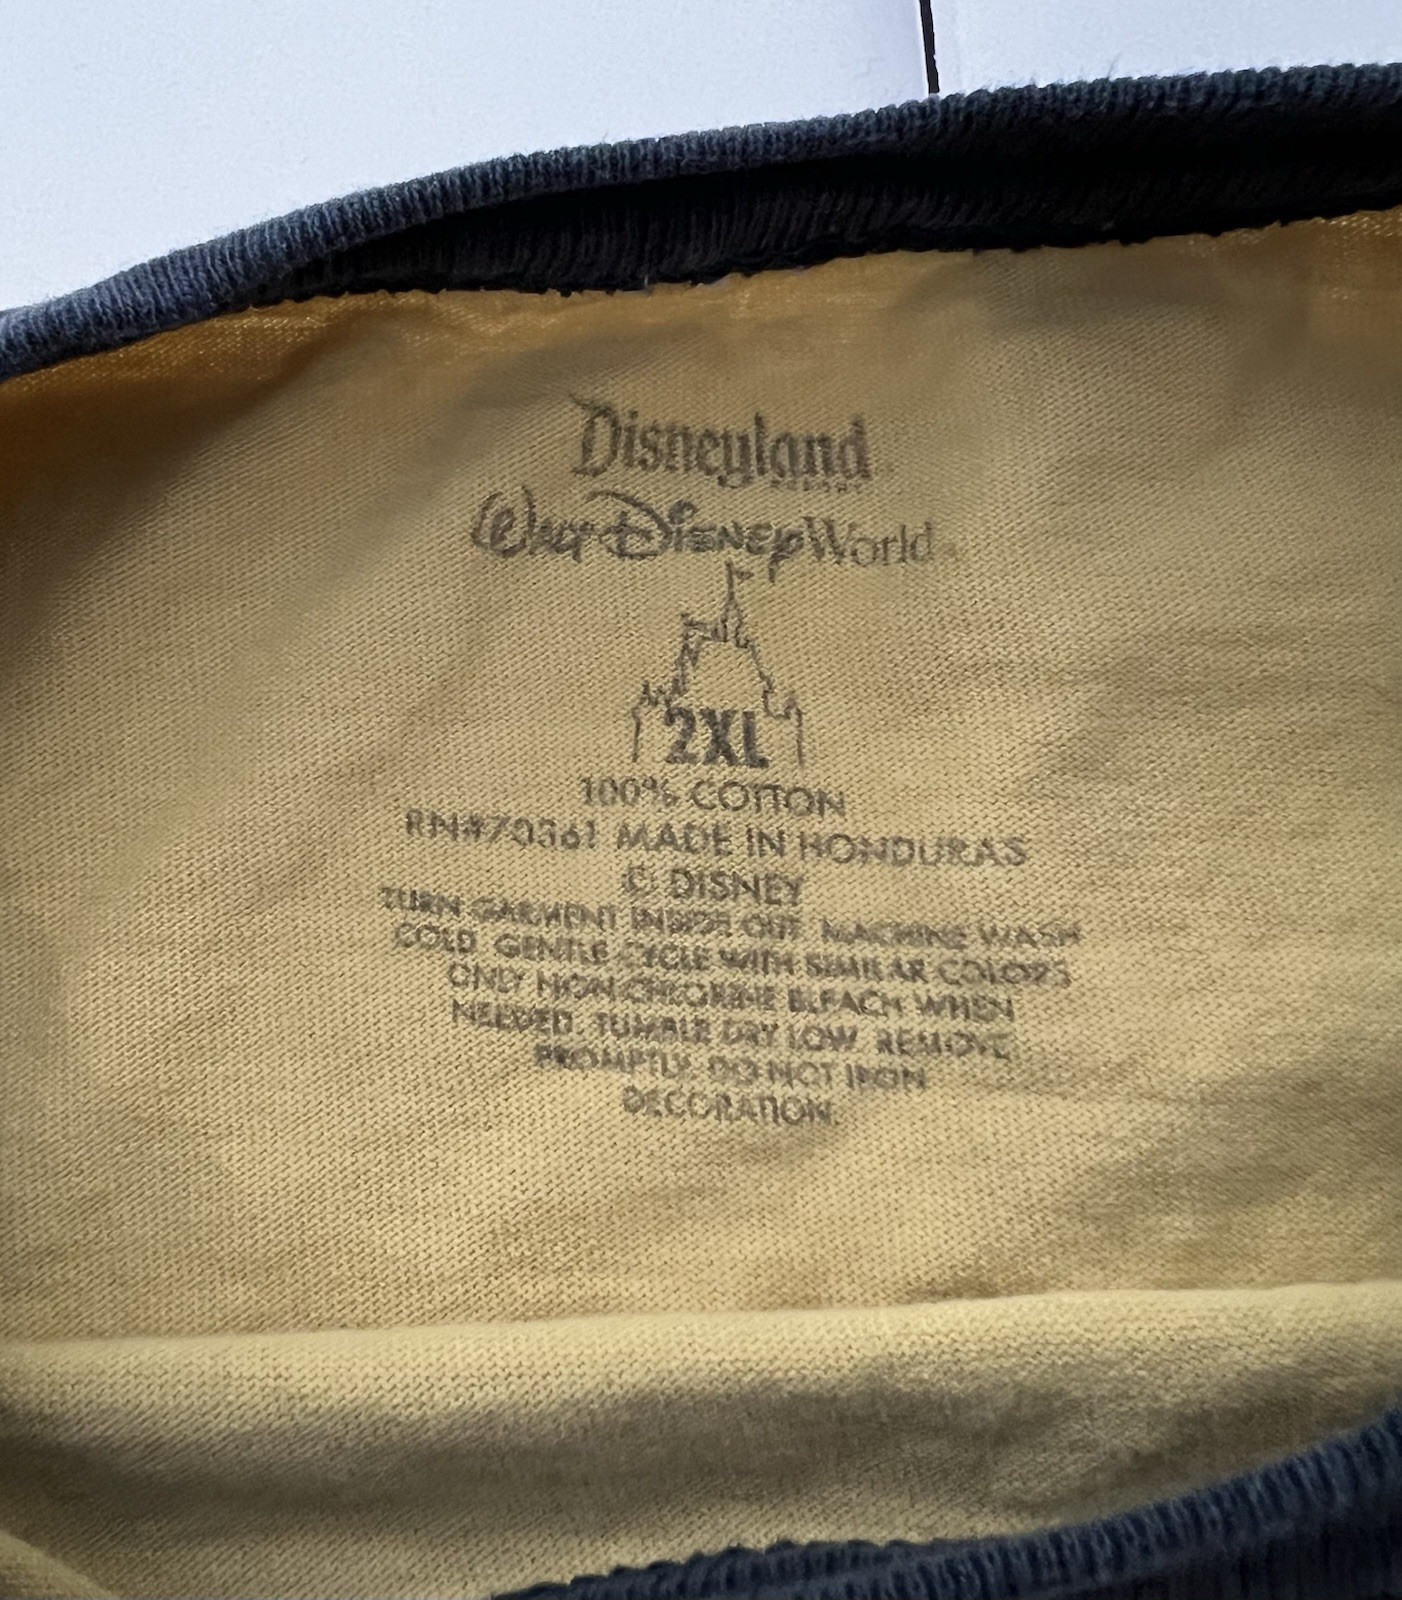 Disneyland
RESORT
WALT DISNEY World
2XL
100% COTTON
RN#70361 MADE IN HONDURAS
© DISNEY
TURN GARMENT INSIDE OUT. MACHINE WASH
COLD. GENTLE CYCLE WITH SIMILAR COLORS
ONLY NON-CHLORINE BLEACH WHEN
NEEDED. TUMBLE DRY LOW. REMOVE
PROMPTLY. DO NOT IRON
DECORATION.